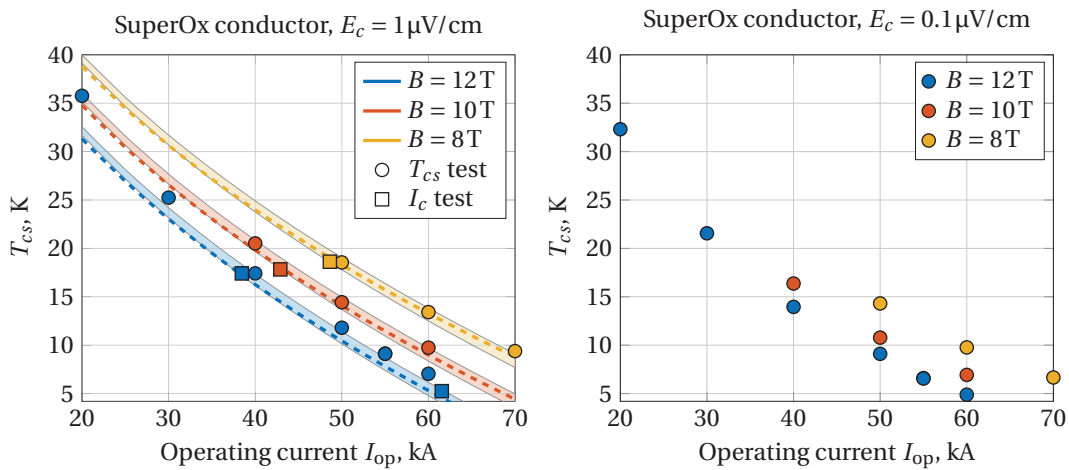 SuperOx conductor, E_c = 1 µV/cm
40
35
30
25
20
15
10
5
20
30
40
50
60
70
T_cs, K
Operating current I_op, kA
B = 12 T
B = 10 T
B = 8 T
T_cs test
I_c test
SuperOx conductor, E_c = 0.1 µV/cm
40
35
30
25
20
15
10
5
20
30
40
50
60
70
T_cs, K
Operating current I_op, kA
B = 12 T
B = 10 T
B = 8 T